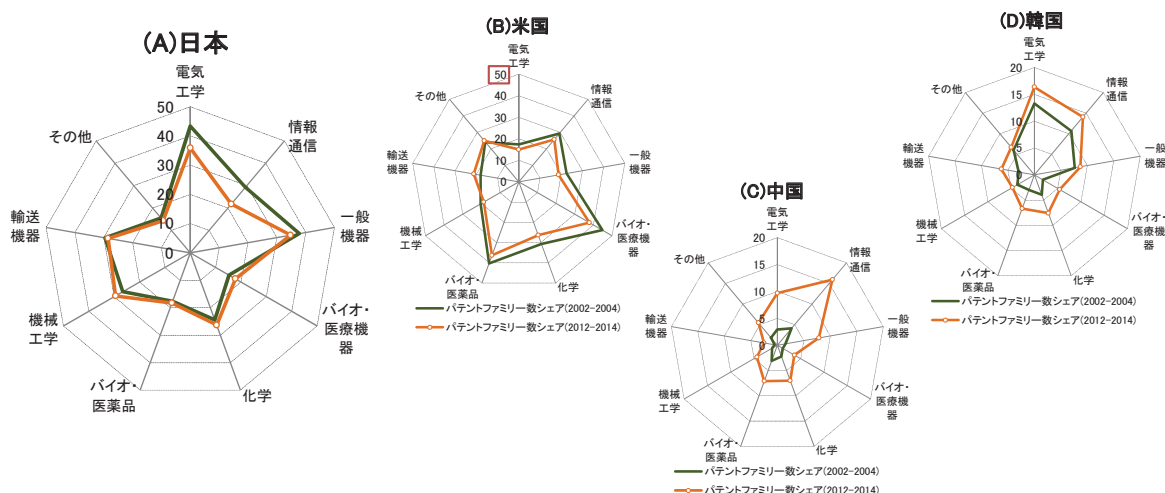 (A)日本
電気
工学
50
40
30
20
10
0
情報
通信
一般
機器
バイオ・
医療機
器
化学
バイオ・
医薬品
機械
工学
輸送
機器
その他
(B)米国
電気
工学
50
40
30
20
10
0
情報
通信
一般
機器
バイオ・
医療機
器
化学
バイオ・
医薬品
機械
工学
輸送
機器
その他
パテントファミリー数シェア(2002-2004)
パテントファミリー数シェア(2012-2014)
(C)中国
電気
工学
20
15
10
5
0
情報
通信
一般
機器
バイオ・
医療機
器
化学
バイオ・
医薬品
機械
工学
輸送
機器
その他
パテントファミリー数シェア(2002-2004)
パテントファミリー数シェア(2012-2014)
(D)韓国
電気
工学
20
15
10
5
0
情報
通信
一般
機器
バイオ・
医療機
器
化学
バイオ・
医薬品
機械
工学
輸送
機器
その他
パテントファミリー数シェア(2002-2004)
パテントファミリー数シェア(2012-2014)